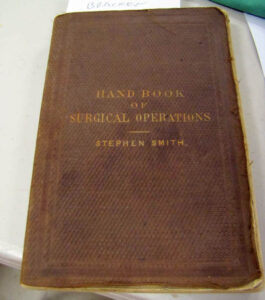 HAND BOOK
OF
SURGICAL OPERATIONS
STEPHEN SMITH.